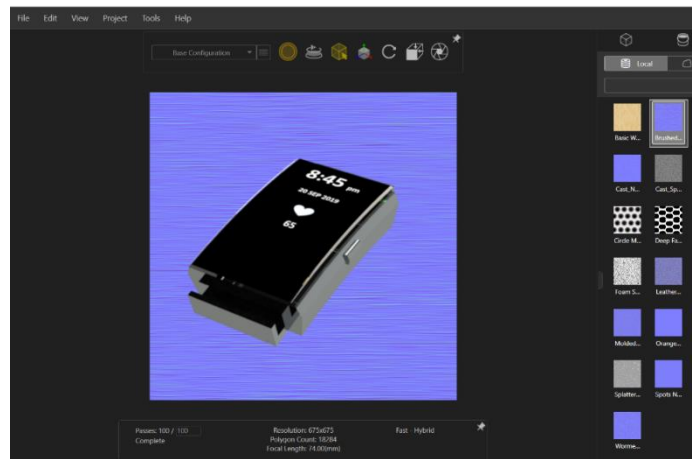 File Edit View Project Tools Help
Base Configuration
Local
Basic W... Brushed...
Cast_N... Cast_Sp...
Circle M... Deep Fa...
Foam S... Leather...
Molded... Orange...
Splatter... Spots N...
Worme...
8:45 pm
20 SEP 2019
65
Passes: 100 / 100
Complete
Resolution: 675x675
Polygon Count: 18284
Focal Length: 74.00(mm)
Fast Hybrid